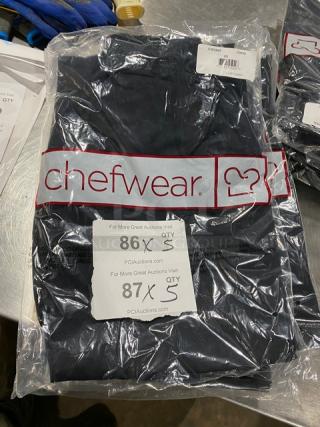 chefwear.
For More Great Auctions Visit
QTY
86 X 5
PCIAuctions.com
For More Great Auctions Visit
QTY
87 X 5
PCIAuctions.com
QTY